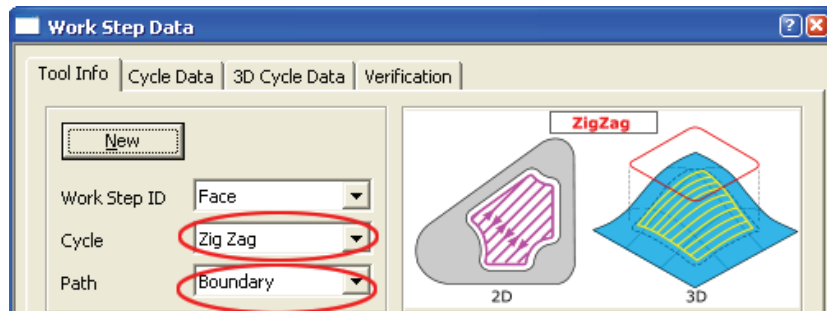 Work Step Data
Tool Info Cycle Data 3D Cycle Data Verification
New
Work Step ID Face
Cycle Zig Zag
Path Boundary
ZigZag
2D 3D